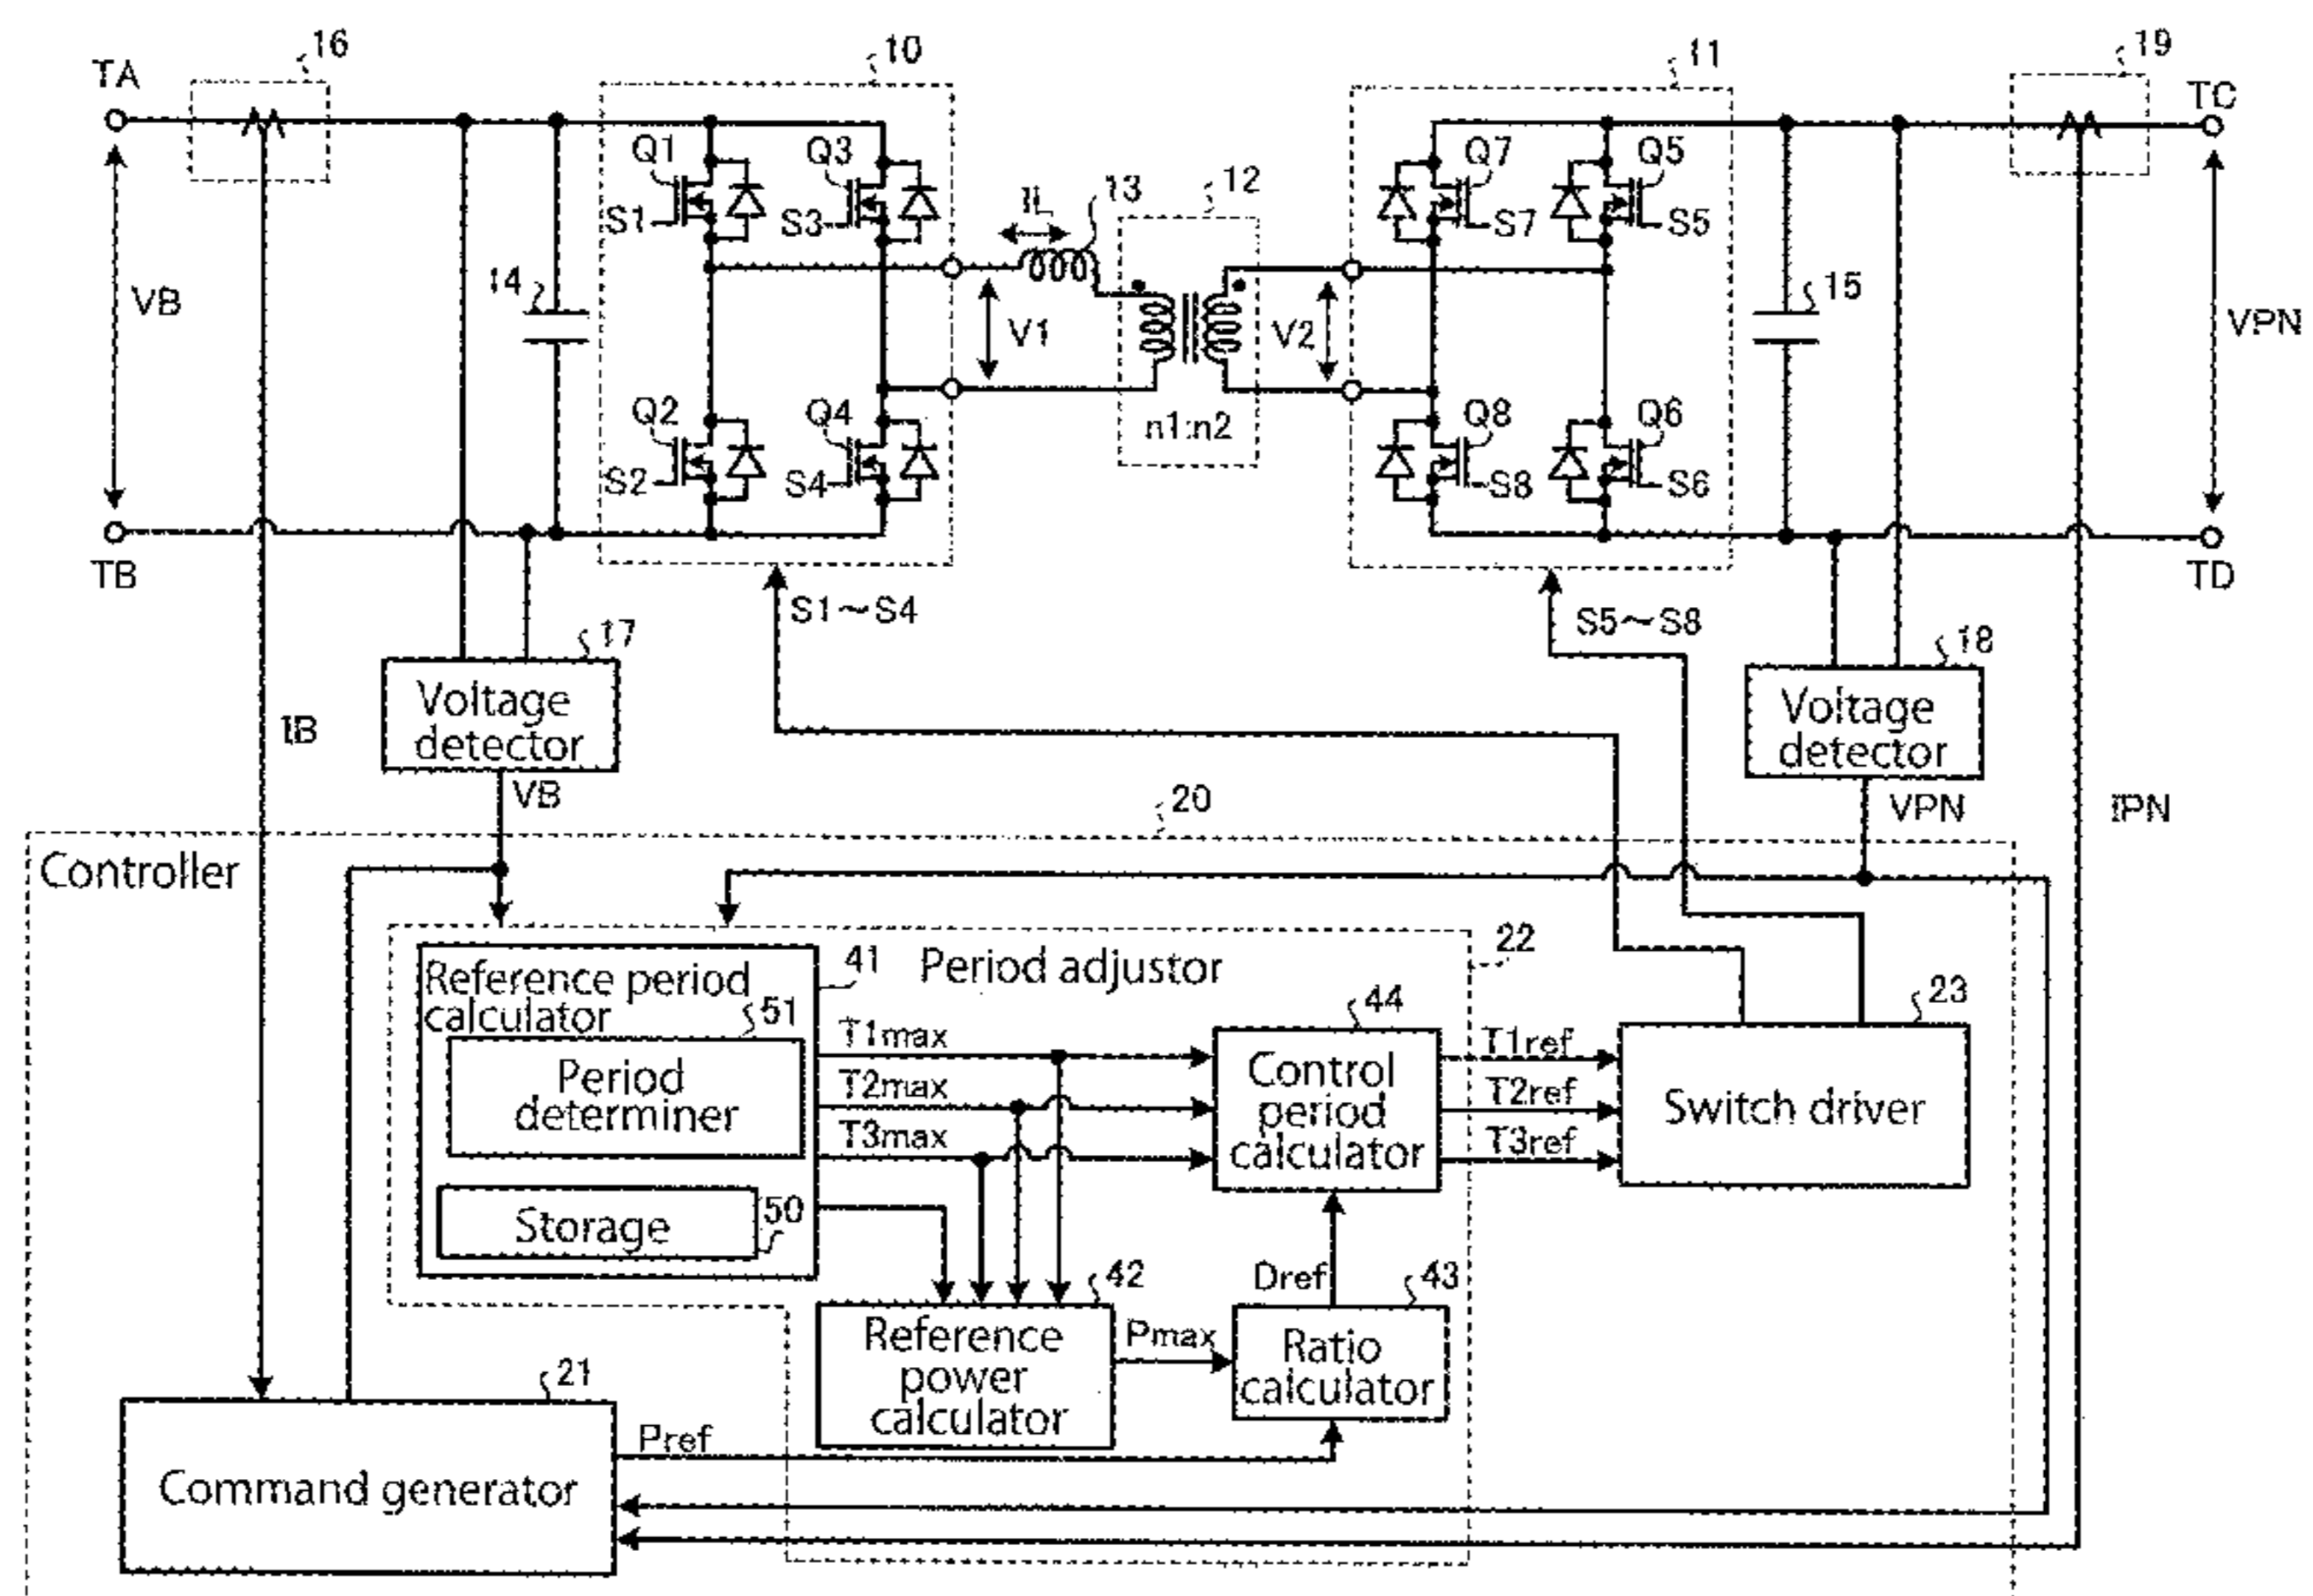 16
10
11
19
TA
TC
Q1
Q3
Q7
Q5
S1
S3
IL
13
12
S7
S5
VB
14
V1
V2
15
VPN
Q2
Q4
n1:n2
Q8
Q6
S2
S4
S8
S6
TB
TD
S1～S4
S5～S8
17
18
Voltage
detector
Voltage
detector
IB
VB
20
VPN
IPN
Controller
Reference period
calculator
41
Period adjustor
22
51
44
23
Period
determiner
T1max
T2max
T3max
Control
period
calculator
T1ref
T2ref
T3ref
Switch driver
Storage
50
42
Dref
43
Reference
power
calculator
Pmax
Ratio
calculator
21
Pref
Command generator